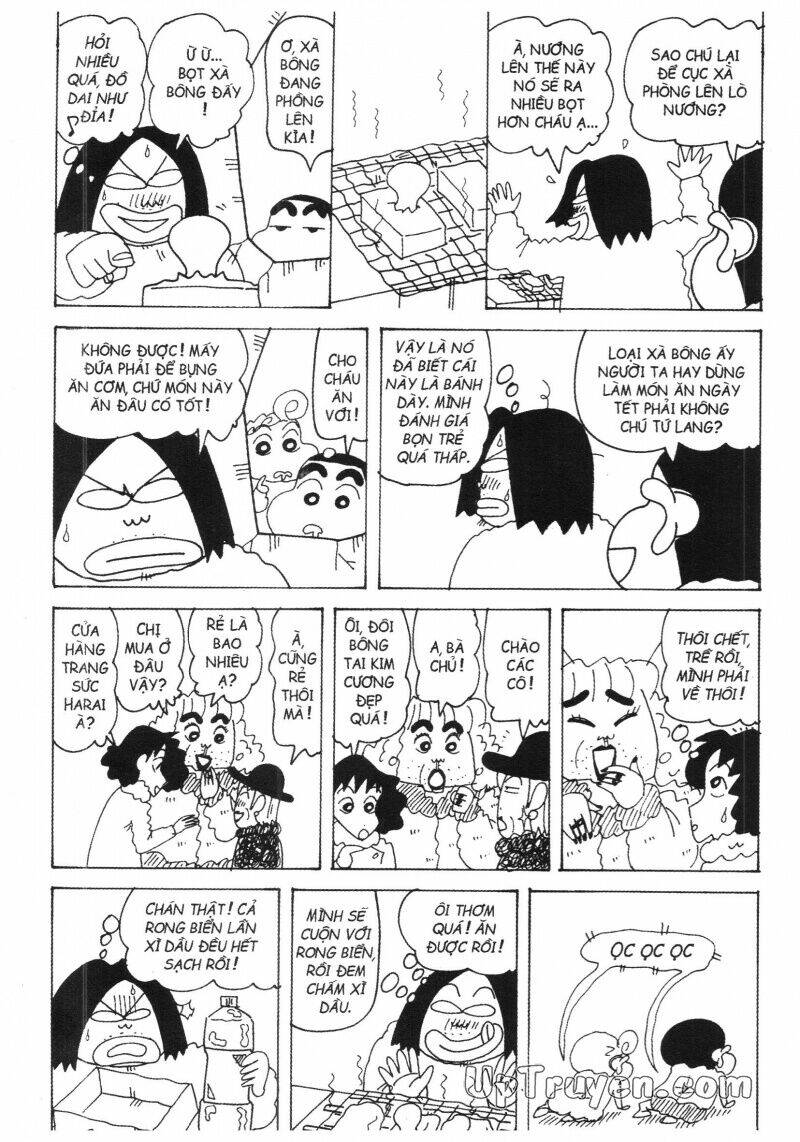 SAO CHÚ LẠI
ĐỂ CỤC XÀ
PHÒNG LÊN LÒ
NƯỚNG?
À, NƯỚNG
LÊN THẾ NÀY
NÓ SẼ RA
NHIỀU BỌT
HƠN CHÁU Ạ...
Ơ, XÀ
BÔNG
ĐANG
PHỒNG
LÊN
KÌA!
Ừ Ừ...
BỌT XÀ
BÔNG ĐẤY
!
HỎI
NHIỀU
QUÁ, ĐỒ
DAI NHƯ
ĐỈA!
LOẠI XÀ BÔNG ẤY
NGƯỜI TA HAY DÙNG
LÀM MÓN ĂN NGÀY
TẾT PHẢI KHÔNG
CHÚ TỨ LANG?
VẬY LÀ NÓ
ĐÃ BIẾT CÁI
NÀY LÀ BÁNH
DÀY. MÌNH
ĐÁNH GIÁ
BỌN TRẺ
QUÁ THẤP.
CHO
CHÁU
ĂN
VỚI!
KHÔNG ĐƯỢC! MẤY
ĐỨA PHẢI ĐỂ BỤNG
ĂN CƠM, CHỨ MÓN NÀY
ĂN ĐÂU CÓ TỐT!
THÔI CHẾT,
TRỄ RỒI,
MÌNH PHẢI
VỀ THÔI!
CHÀO
CÁC
CÔ!
A, BÀ
CHỦ!
ÔI, ĐÔI
BÔNG
TAI KIM
CƯƠNG
ĐẸP
QUÁ!
À,
CŨNG
RẺ
THÔI
MÀ!
RẺ LÀ
BAO
NHIÊU
Ạ?
CHỊ
MUA Ở
ĐÂU
VẬY?
CỬA
HÀNG
TRANG
SỨC
HARAI
À?
ỌC ỌC ỌC
ÔI THƠM
QUÁ! ĂN
ĐƯỢC RỒI!
MÌNH SẼ
CUỘN VỚI
RONG BIỂN,
RỒI ĐEM
CHẤM XÌ
DẦU.
CHÁN THẬT! CẢ
RONG BIỂN LẪN
XÌ DẦU ĐỀU HẾT
SẠCH RỒI!
UpTruyen.com